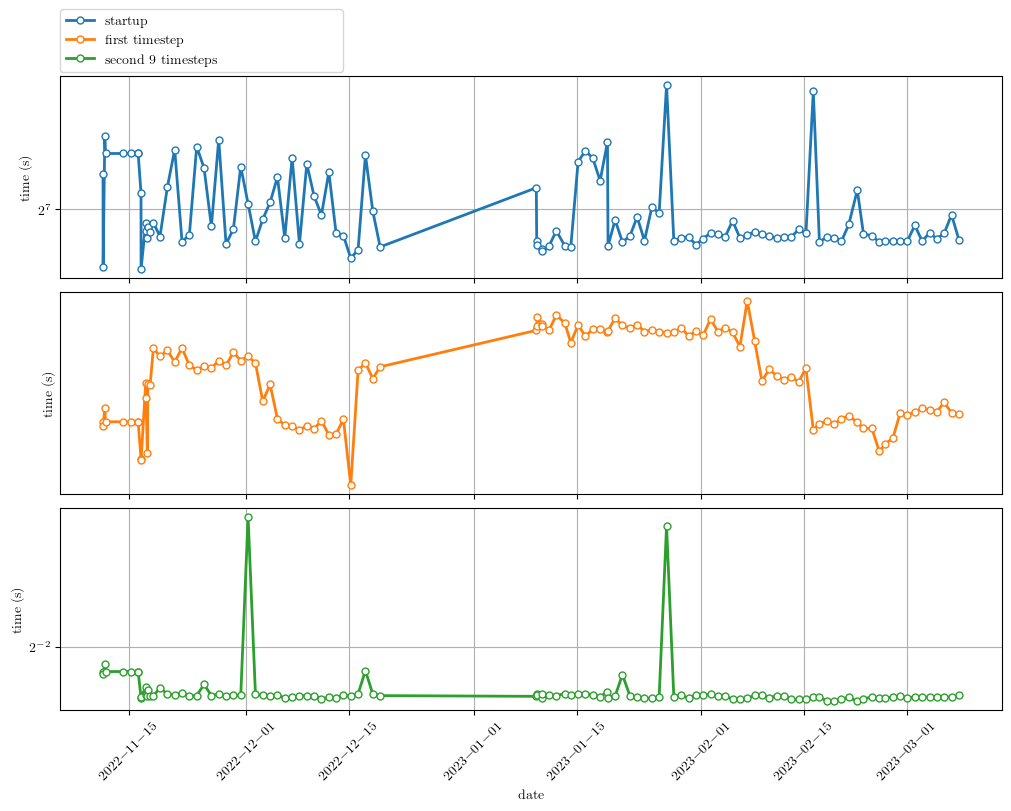 startup
first timestep
second 9 timesteps
time (s)
2^7
time (s)
time (s)
2^−2
2022−11−15
2022−12−01
2022−12−15
2023−01−01
2023−01−15
2023−02−01
2023−02−15
2023−03−01
date